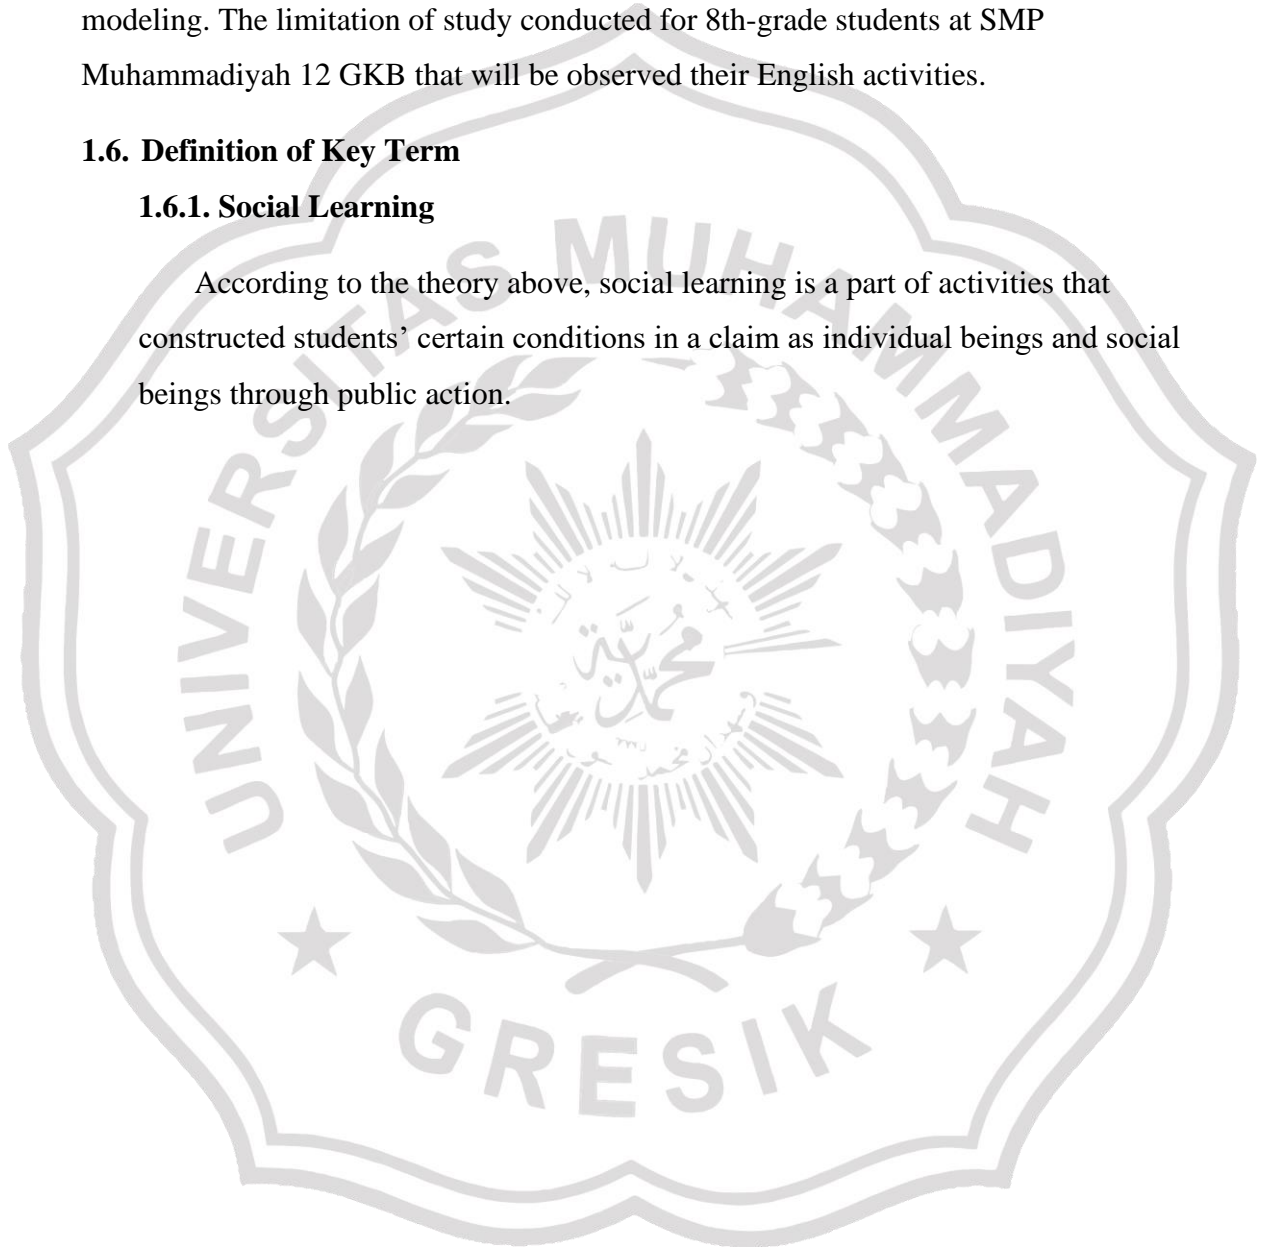 modeling. The limitation of study conducted for 8th-grade students at SMP
Muhammadiyah 12 GKB that will be observed their English activities.
1.6. Definition of Key Term
1.6.1. Social Learning
According to the theory above, social learning is a part of activities that
constructed students’ certain conditions in a claim as individual beings and social
beings through public action.
UNIVERSITAS MUHAMMADIYAH
GRESIK